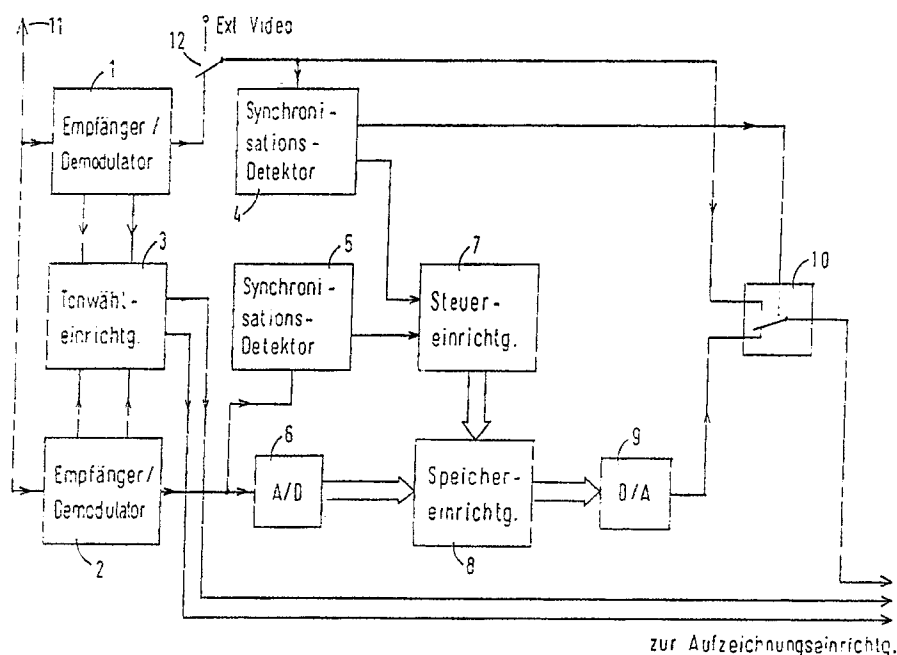 11
Ext Video
12
1
Empfänger/
Demodulator
Synchroni-
sations-
Detektor
4
3
Tonwähl-
einrichtg.
5
Synchroni-
sations-
Detektor
7
Steuer-
einrichtg.
10
Empfänger/
Demodulator
2
6
A/D
Speicher-
einrichtg.
8
9
D/A
zur Aufzeichnungseinrichtg.